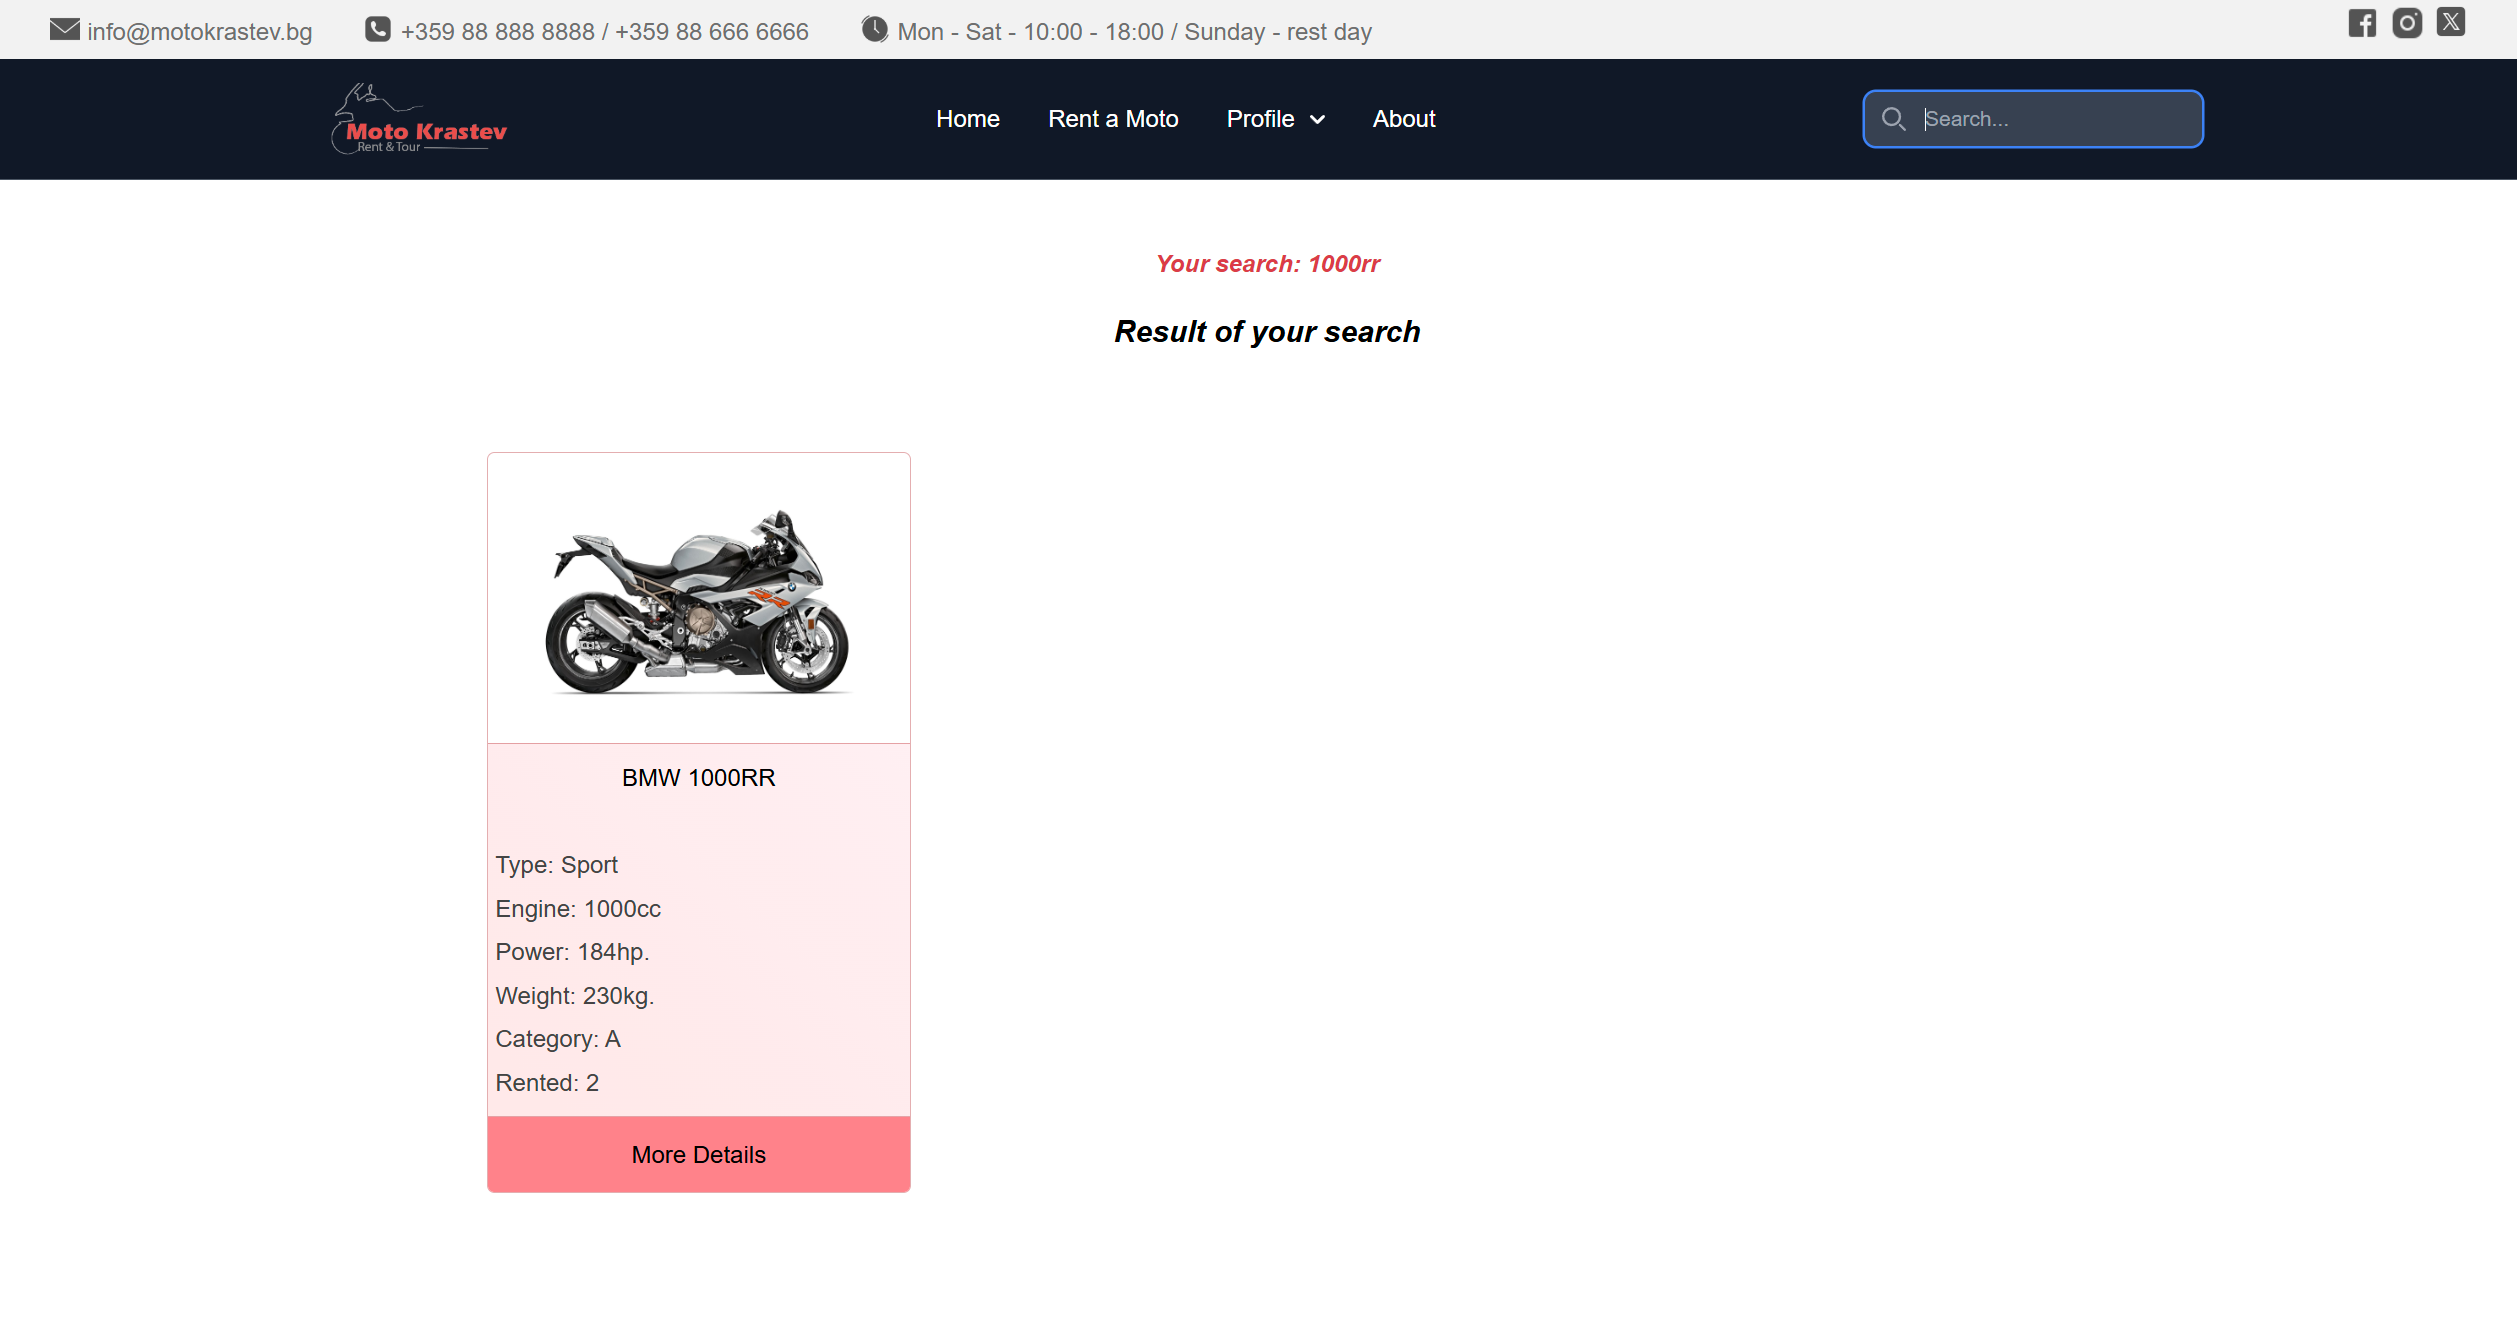 info@motokrastev.bg
+359 88 888 8888 / +359 88 666 6666
Mon - Sat - 10:00 - 18:00 / Sunday - rest day
Moto Krastev
Rent & Tour
Home
Rent a Moto
Profile
About
Search...
Your search: 1000rr
Result of your search
RR
BMW 1000RR
Type: Sport
Engine: 1000cc
Power: 184hp.
Weight: 230kg.
Category: A
Rented: 2
More Details